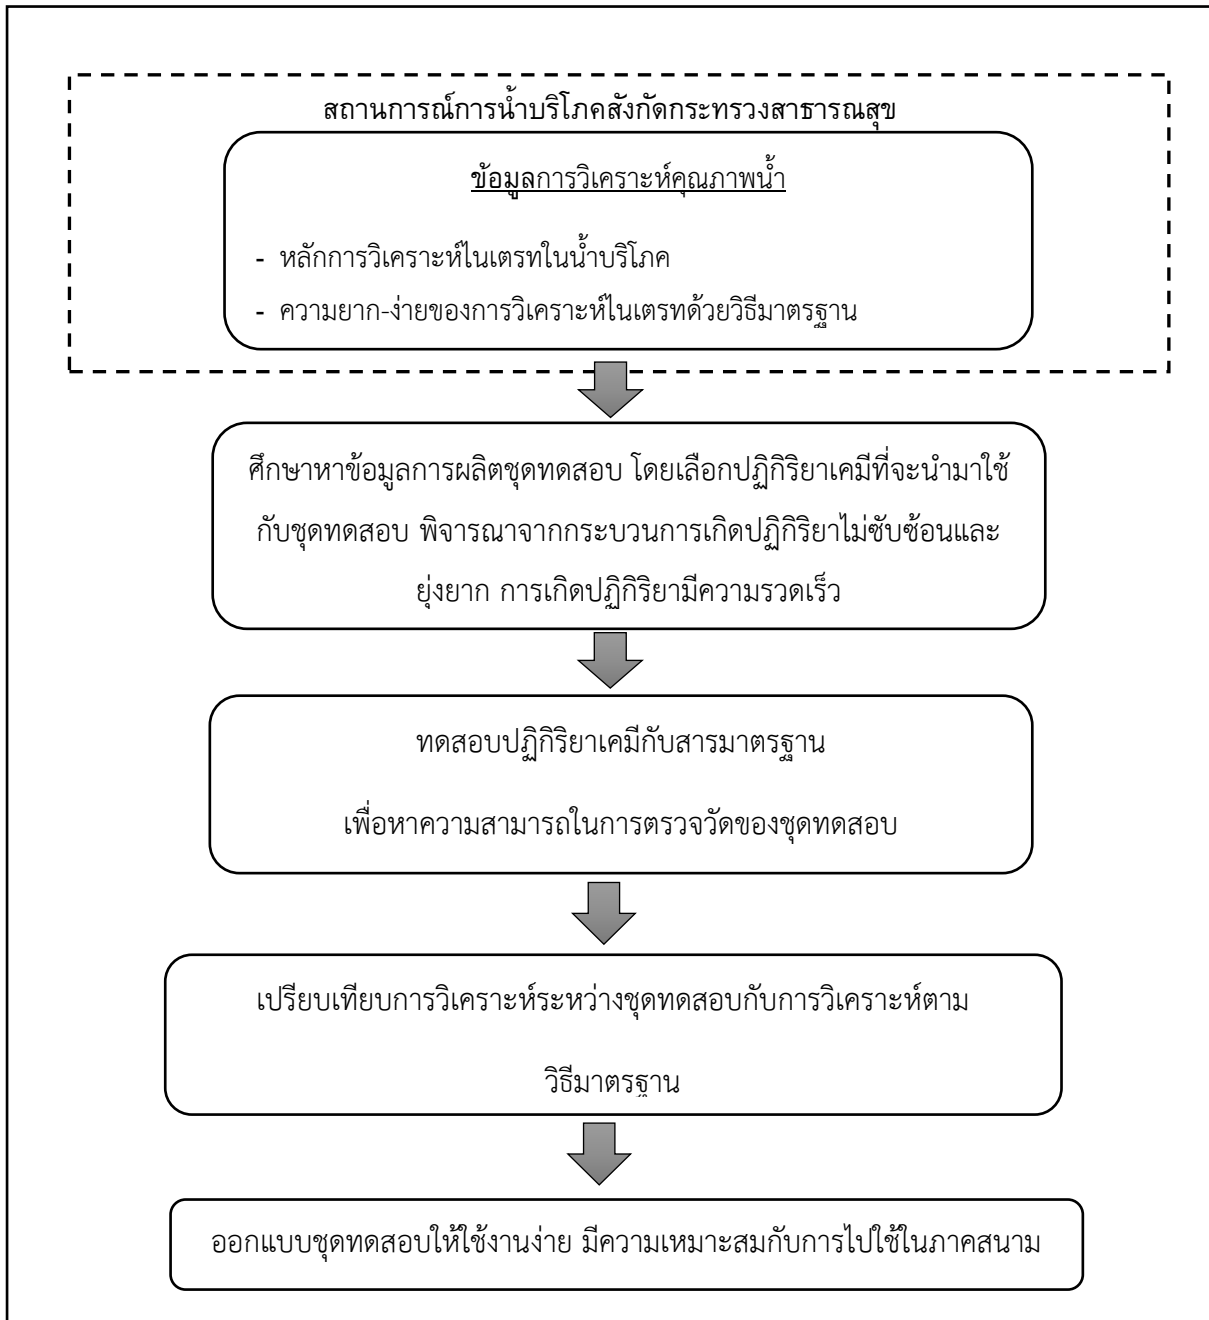 สถานการณ์การน้ำบริโภคสังกัดกระทรวงสาธารณสุข
ข้อมูลการวิเคราะห์คุณภาพน้ำ
- หลักการวิเคราะห์ไนเตรทในน้ำบริโภค
- ความยาก-ง่ายของการวิเคราะห์ไนเตรทด้วยวิธีมาตรฐาน
ศึกษาหาข้อมูลการผลิตชุดทดสอบ โดยเลือกปฏิกิริยาเคมีที่จะนำมาใช้
กับชุดทดสอบ พิจารณาจากกระบวนการเกิดปฏิกิริยาไม่ซับซ้อนและ
ยุ่งยาก การเกิดปฏิกิริยามีความรวดเร็ว
ทดสอบปฏิกิริยาเคมีกับสารมาตรฐาน
เพื่อหาความสามารถในการตรวจวัดของชุดทดสอบ
เปรียบเทียบการวิเคราะห์ระหว่างชุดทดสอบกับการวิเคราะห์ตาม
วิธีมาตรฐาน
ออกแบบชุดทดสอบให้ใช้งานง่าย มีความเหมาะสมกับการไปใช้ในภาคสนาม